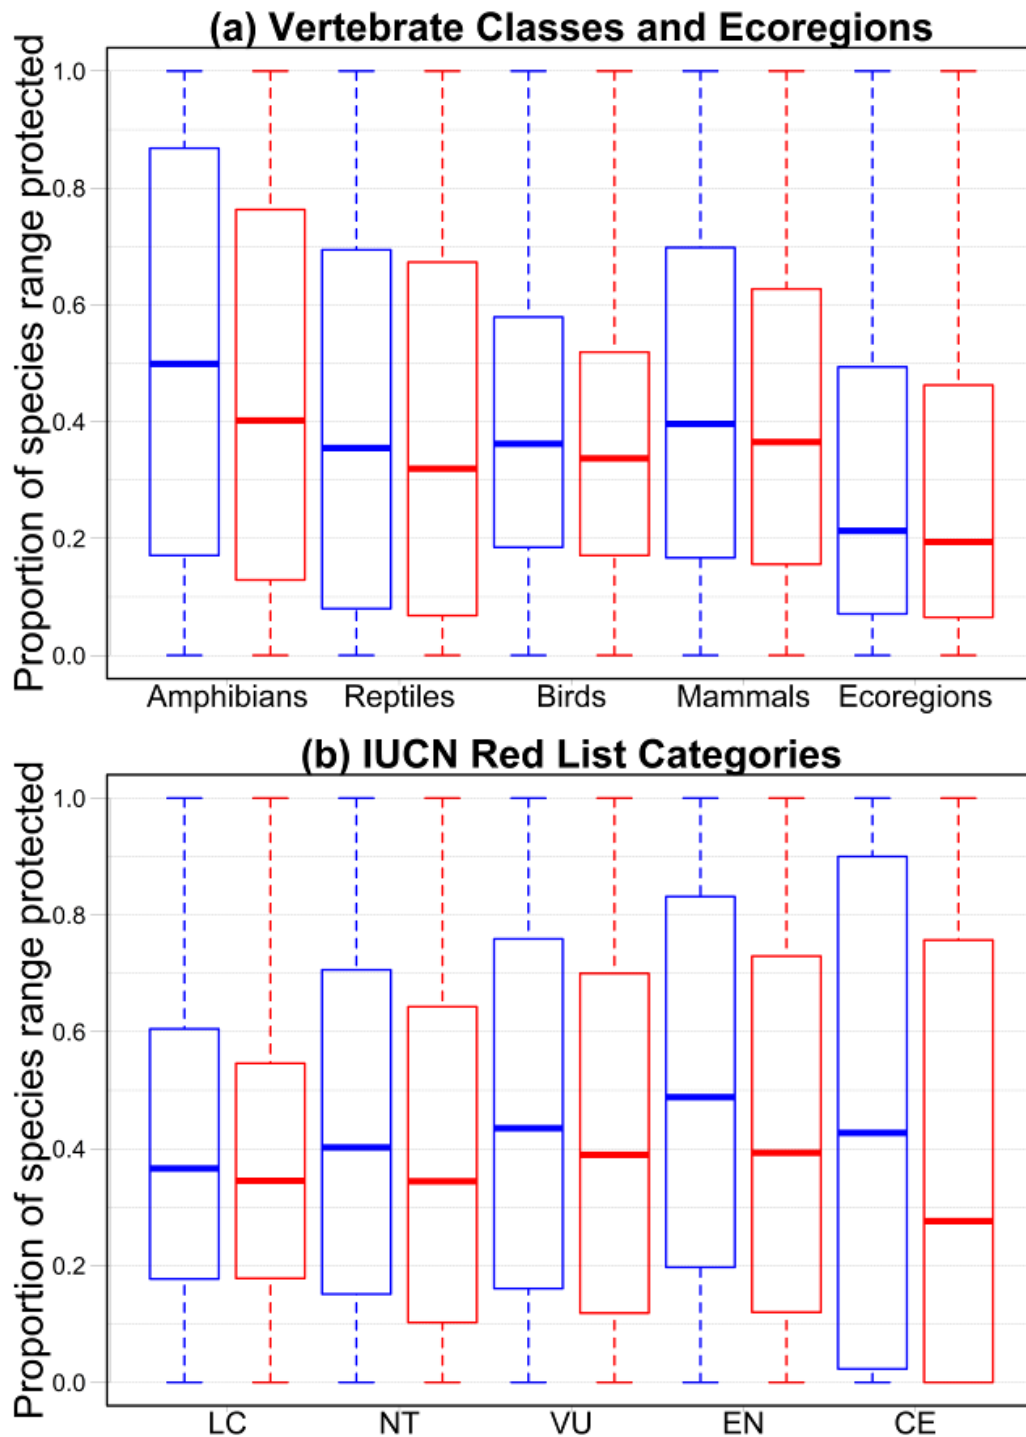 (a) Vertebrate Classes and Ecoregions
Proportion of species range protected
1.0
0.8
0.6
0.4
0.2
0.0
Amphibians Reptiles Birds Mammals Ecoregions
(b) IUCN Red List Categories
Proportion of species range protected
1.0
0.8
0.6
0.4
0.2
0.0
LC NT VU EN CE